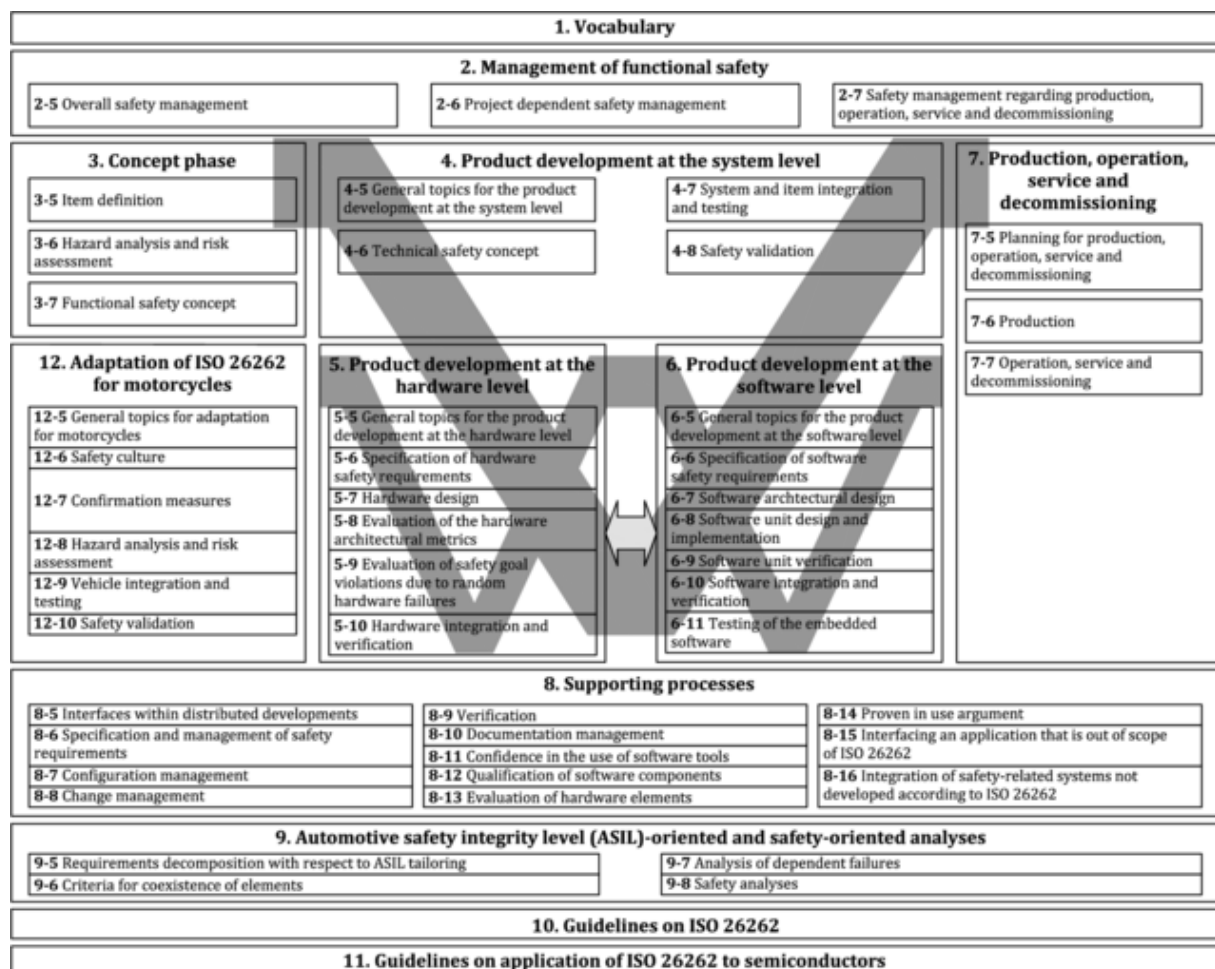 1. Vocabulary
2. Management of functional safety
2-5 Overall safety management
2-6 Project dependent safety management
2-7 Safety management regarding production,
operation, service and decommissioning
3. Concept phase
3-5 Item definition
3-6 Hazard analysis and risk
assessment
3-7 Functional safety concept
4. Product development at the system level
4-5 General topics for the product
development at the system level
4-6 Technical safety concept
4-7 System and item integration
and testing
4-8 Safety validation
7. Production, operation,
service and
decommissioning
7-5 Planning for production,
operation, service and
decommissioning
7-6 Production
7-7 Operation, service and
decommissioning
12. Adaptation of ISO 26262
for motorcycles
12-5 General topics for adaptation
for motorcycles
12-6 Safety culture
12-7 Confirmation measures
12-8 Hazard analysis and risk
assessment
12-9 Vehicle integration and
testing
12-10 Safety validation
5. Product development at the
hardware level
5-5 General topics for the product
development at the hardware level
5-6 Specification of hardware
safety requirements
5-7 Hardware design
5-8 Evaluation of the hardware
architectural metrics
5-9 Evaluation of safety goal
violations due to random
hardware failures
5-10 Hardware integration and
verification
6. Product development at the
software level
6-5 General topics for the product
development at the software level
6-6 Specification of software
safety requirements
6-7 Software archtectural design
6-8 Software unit design and
implementation
6-9 Software unit verification
6-10 Software integration and
verification
6-11 Testing of the embedded
software
8. Supporting processes
8-5 Interfaces within distributed developments
8-6 Specification and management of safety
requirements
8-7 Configuration management
8-8 Change management
8-9 Verification
8-10 Documentation management
8-11 Confidence in the use of software tools
8-12 Qualification of software components
8-13 Evaluation of hardware elements
8-14 Proven in use argument
8-15 Interfacing an application that is out of scope
of ISO 26262
8-16 Integration of safety-related systems not
developed according to ISO 26262
9. Automotive safety integrity level (ASIL)-oriented and safety-oriented analyses
9-5 Requirements decomposition with respect to ASIL tailoring
9-6 Criteria for coexistence of elements
9-7 Analysis of dependent failures
9-8 Safety analyses
10. Guidelines on ISO 26262
11. Guidelines on application of ISO 26262 to semiconductors